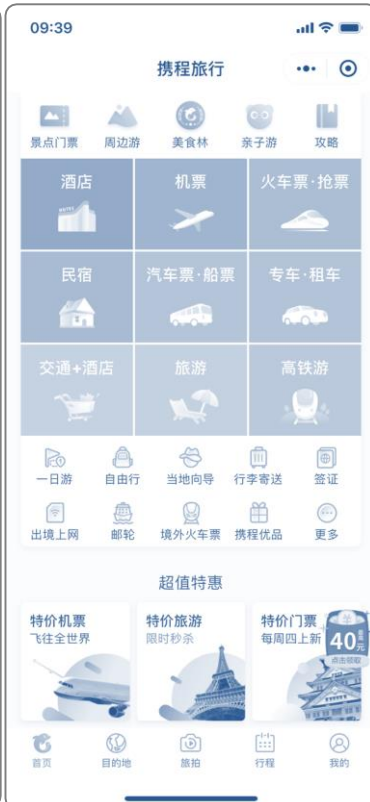 09:39
携程旅行
景点门票 周边游 美食林 亲子游 攻略
酒店 机票 火车票·抢票
民宿 汽车票·船票 专车·租车
交通+酒店 旅游 高铁游
一日游 自由行 当地向导 行李寄送 签证
出境上网 邮轮 境外火车票 携程优品 更多
超值特惠
特价机票 特价旅游 特价门票
飞往全世界 限时秒杀 每周四上新
40元
点击领取
首页 目的地 旅拍 行程 我的